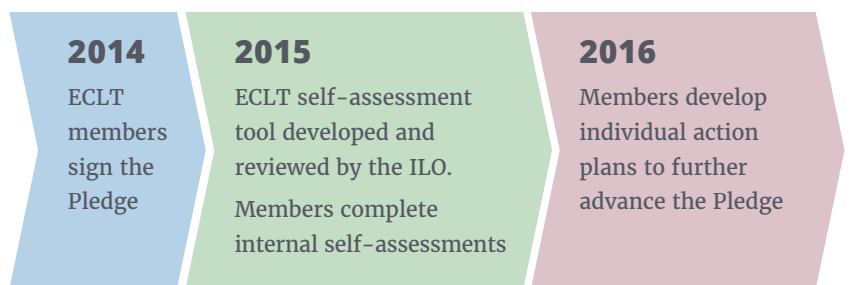 2014
ECLT
members
sign the
Pledge
2015
ECLT self-assessment
tool developed and
reviewed by the ILO.
Members complete
internal self-assessments
2016
Members develop
individual action
plans to further
advance the Pledge